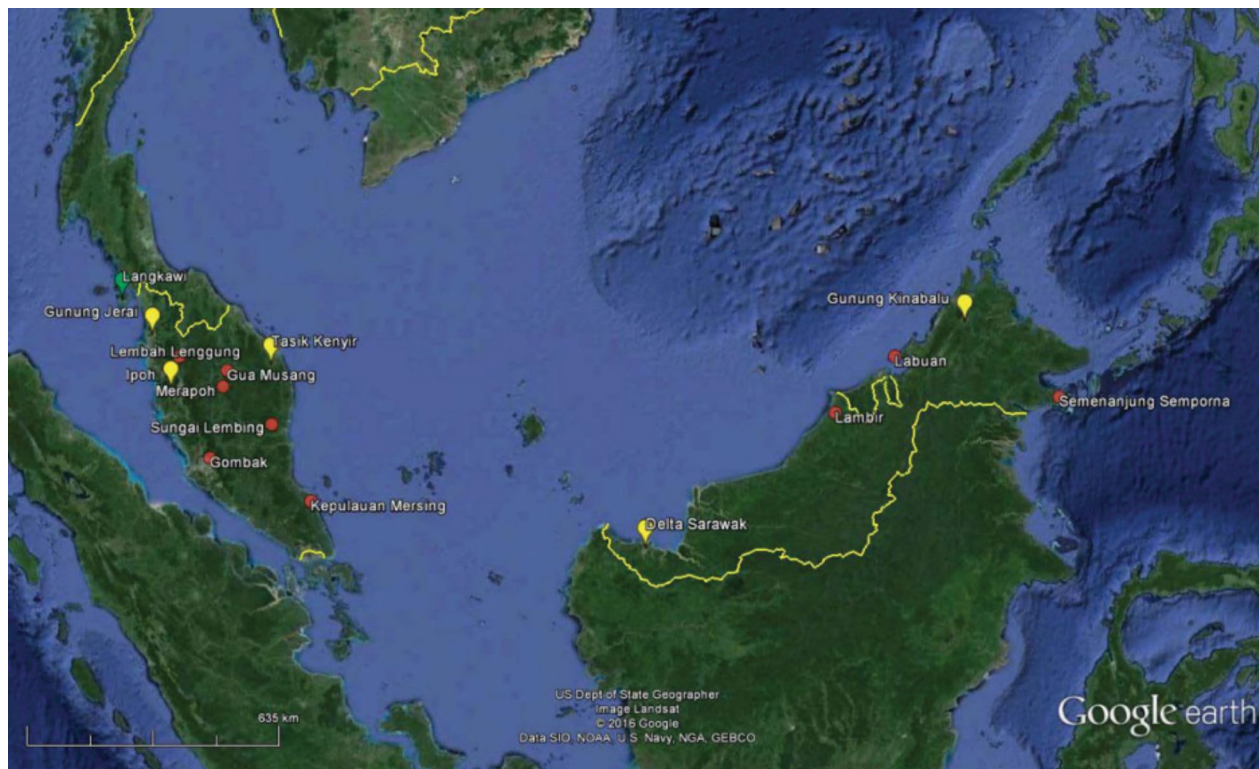 Langkawi
Gunung Jerai
Tasik Kenyir
Lembah Lenggung
Ipoh
Gua Musang
Merapoh
Sungai Lembing
Gombak
Kepulauan Mersing
Gunung Kinabalu
Labuan
Semenanjung Semporna
Lambir
Delta Sarawak
635 km
US Dept of State Geographer
Image Landsat
© 2016 Google
Data SIO, NOAA, U.S. Navy, NGA, GEBCO
Google earth